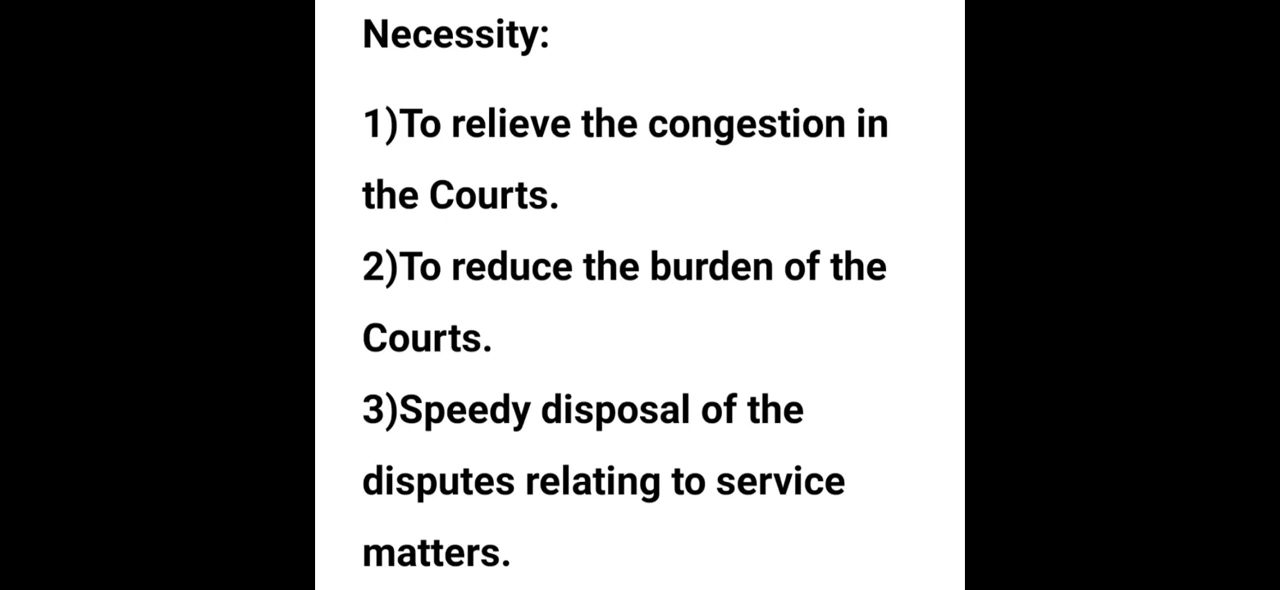 Necessity:
1)To relieve the congestion in
the Courts.
2)To reduce the burden of the
Courts.
3)Speedy disposal of the
disputes relating to service
matters.